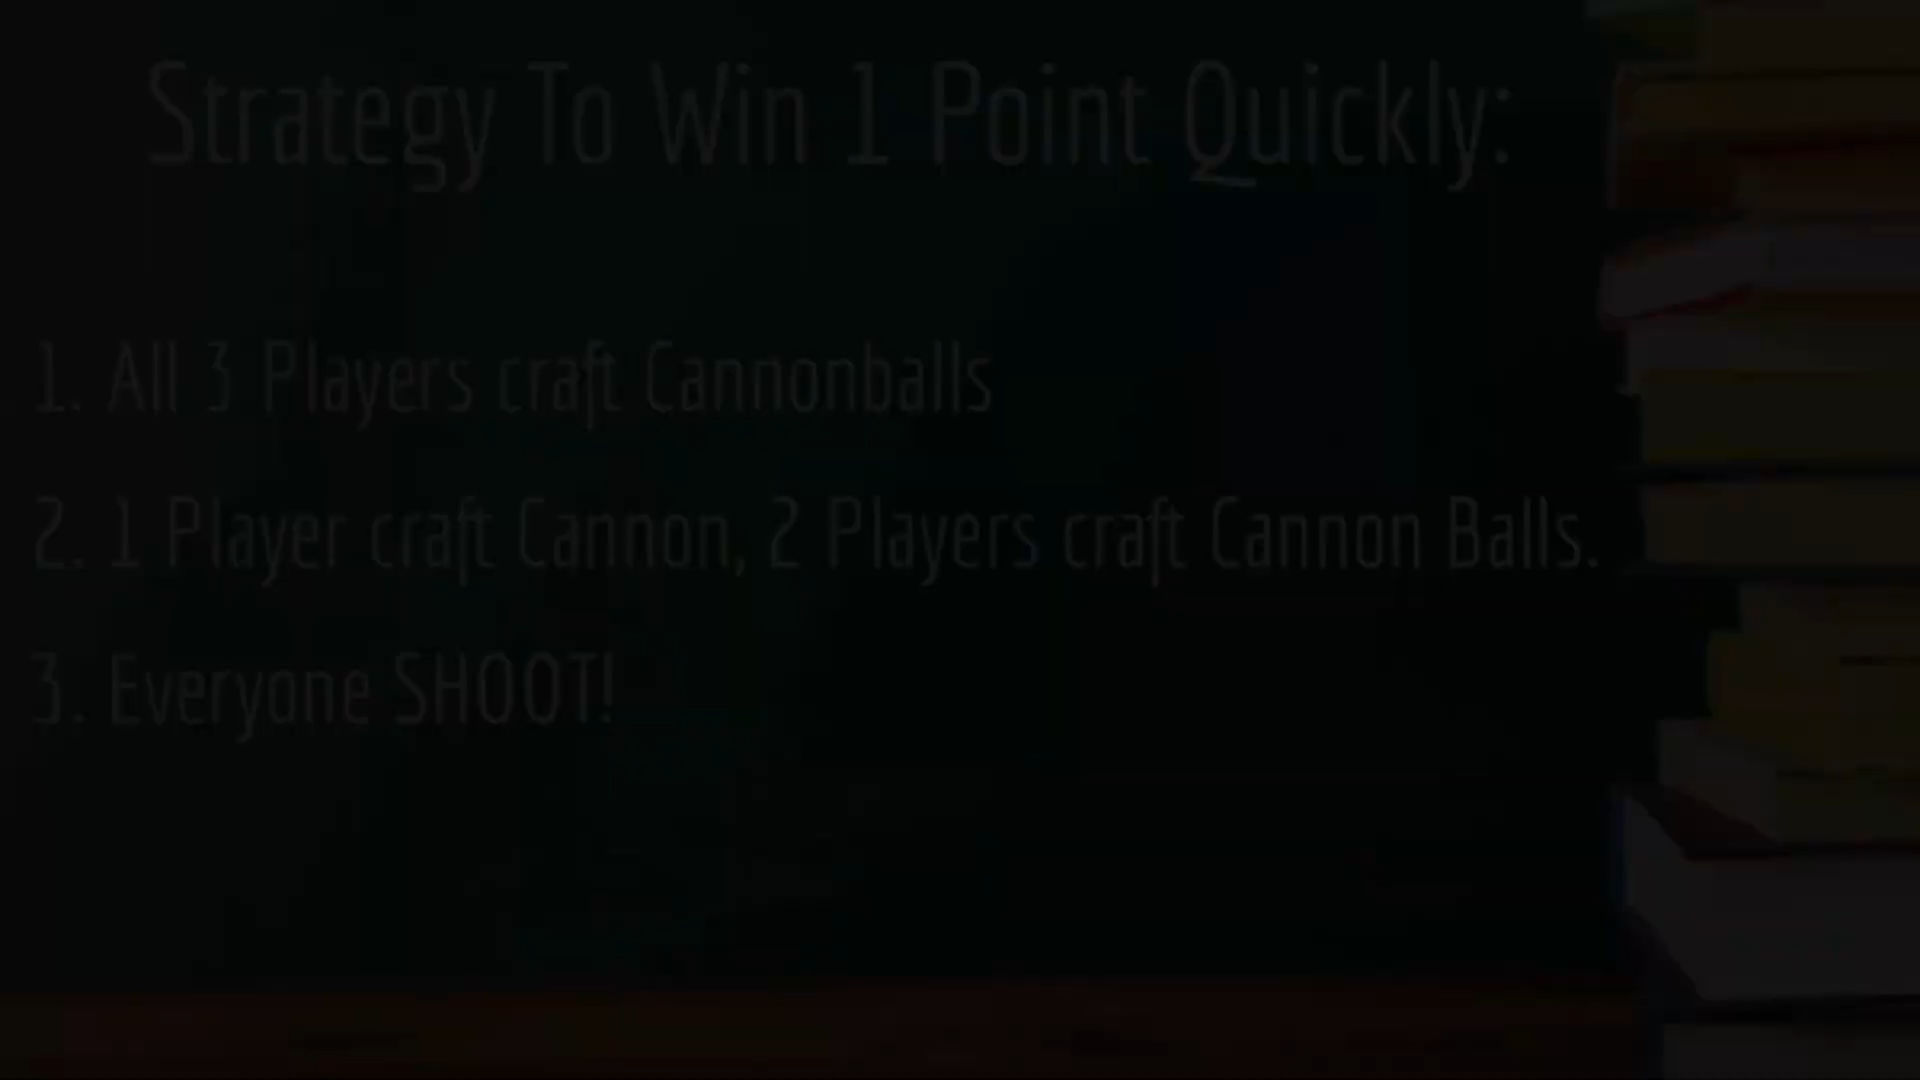 Strategy To Win 1 Point Quickly:
1. All 3 Players craft Cannonballs
2. 1 Player craft Cannon, 2 Players craft Cannon Balls.
3. Everyone SHOOT!